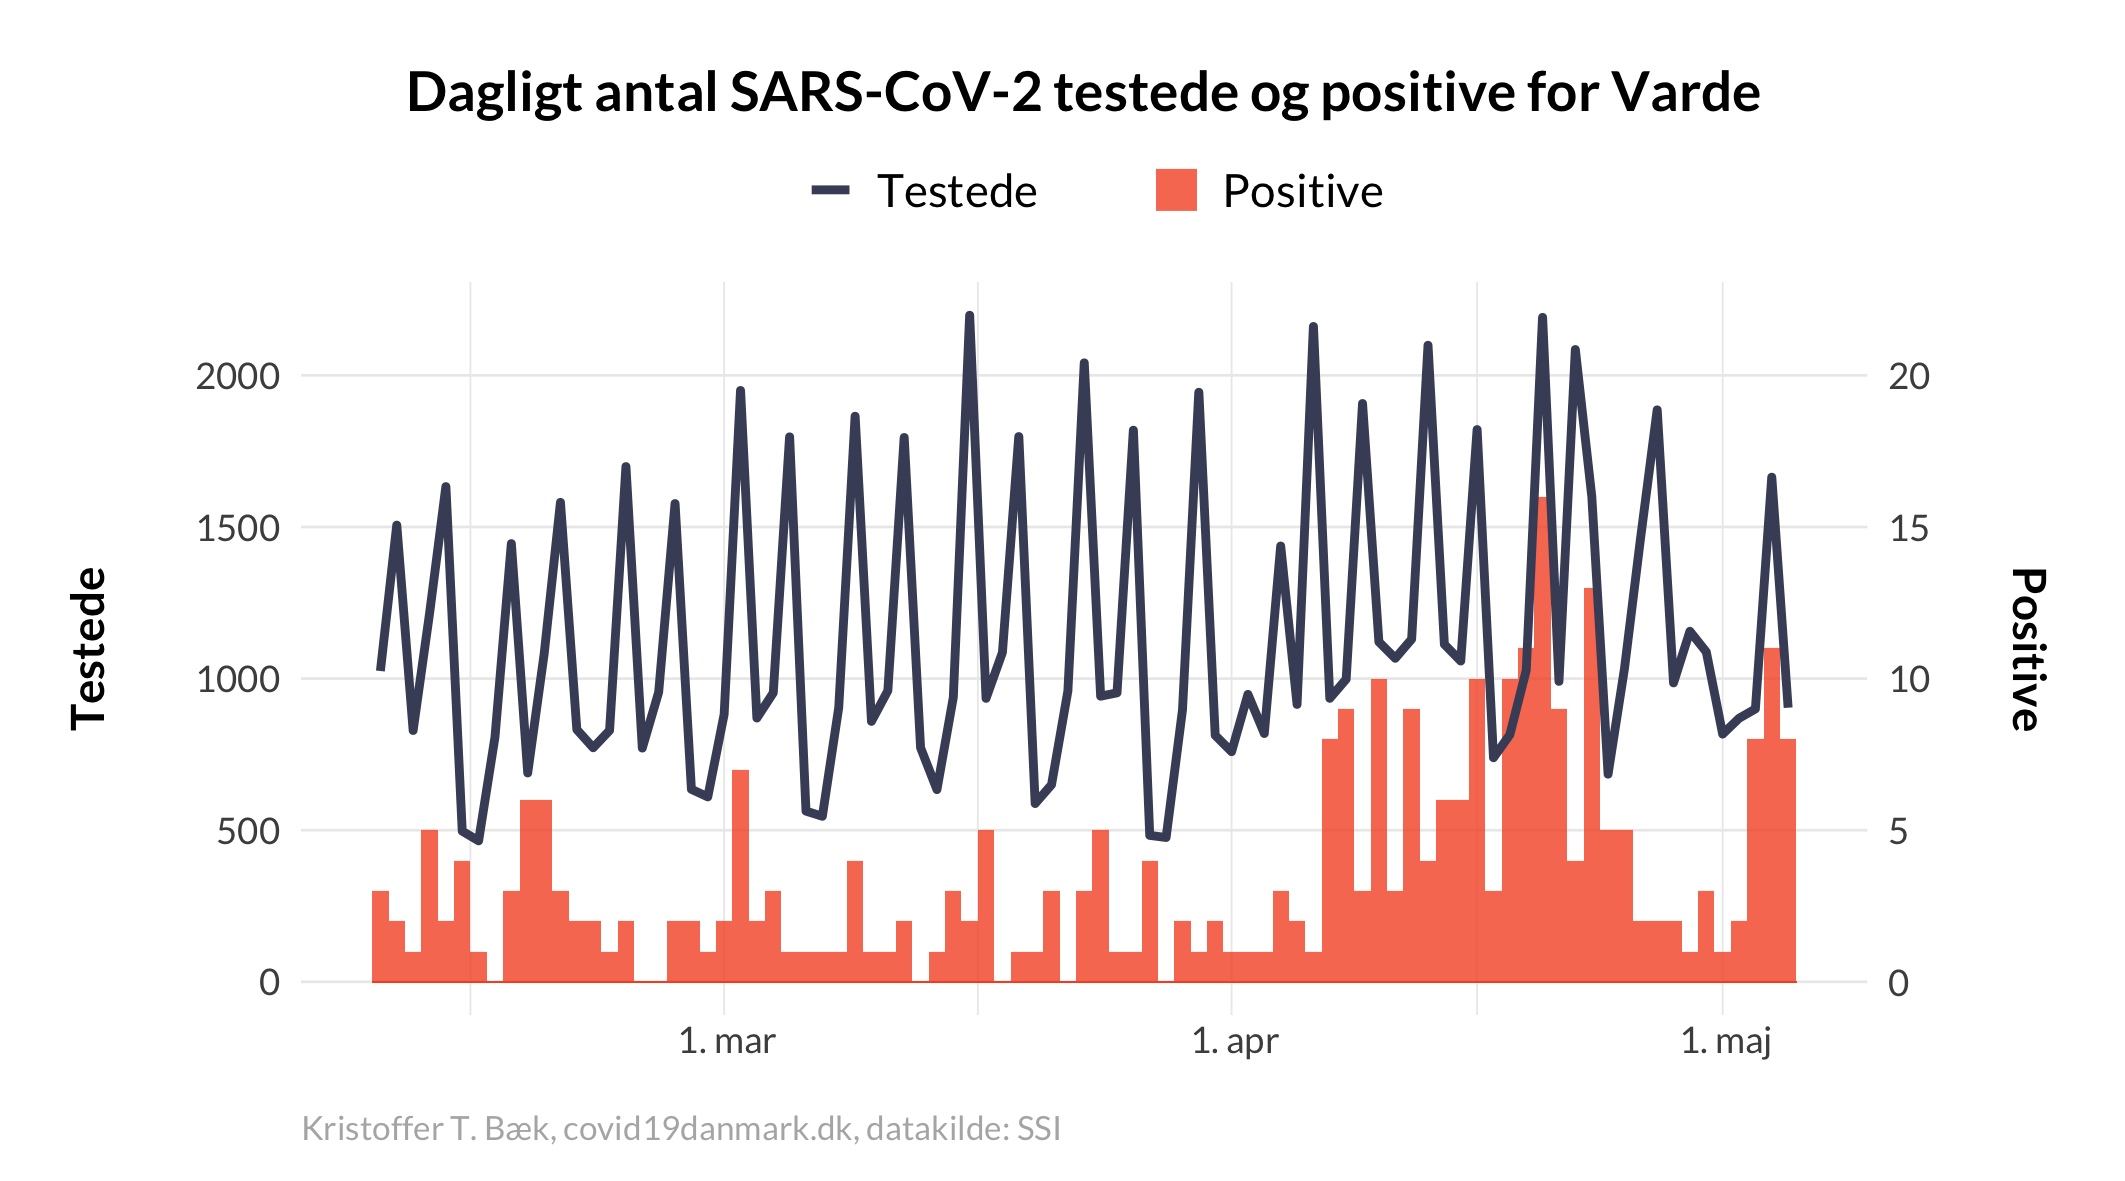 Dagligt antal SARS-CoV-2 testede og positive for Varde
Testede
Positive
2000
1500
1000
500
0
Testede
20
15
10
5
0
Positive
1. mar
1. apr
1. maj
Kristoffer T. Bæk, covid19danmark.dk, datakilde: SSI